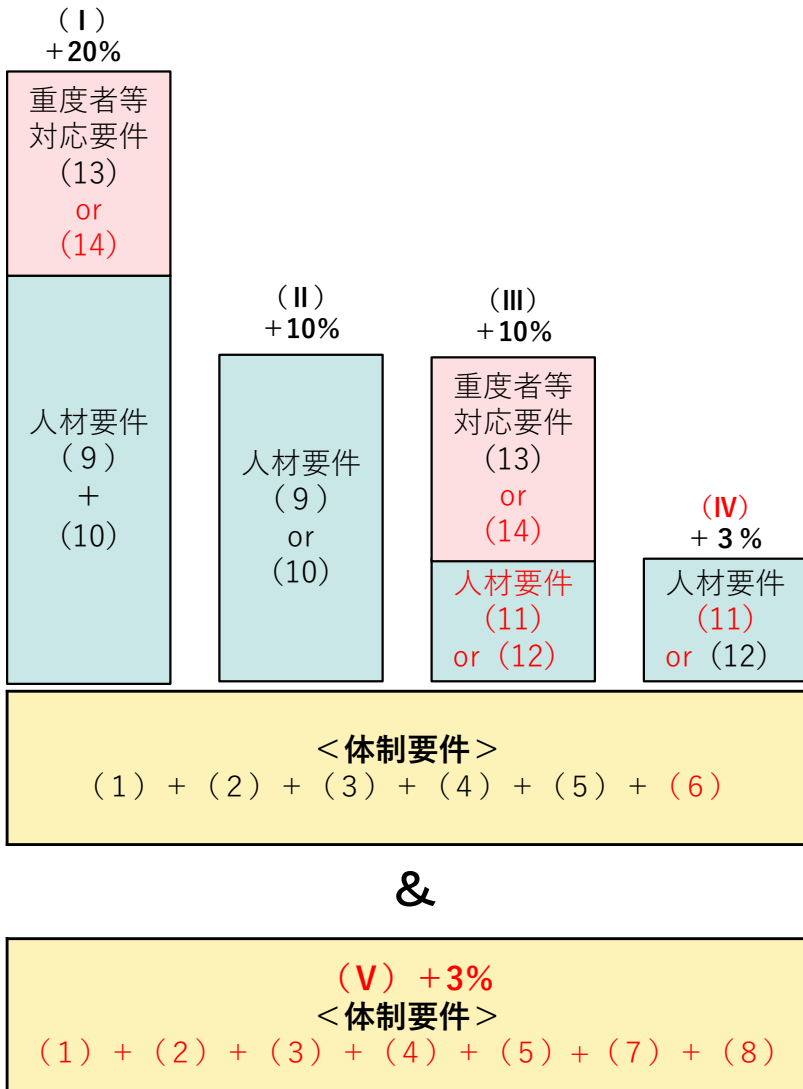 （Ⅰ）
＋20%
重度者等
対応要件
(13)
or
(14)
人材要件
（９）
＋
(10)
（Ⅱ）
＋10%
人材要件
（９）
or
(10)
（Ⅲ）
＋10%
重度者等
対応要件
(13)
or
(14)
人材要件
(11)
or (12)
（Ⅳ）
＋３%
人材要件
(11)
or (12)
＜体制要件＞
（1）＋（2）＋（3）＋（4）＋（5）＋（6）
＆
（Ⅴ）＋3%
＜体制要件＞
（1）＋（2）＋（3）＋（4）＋（5）＋（7）＋（8）